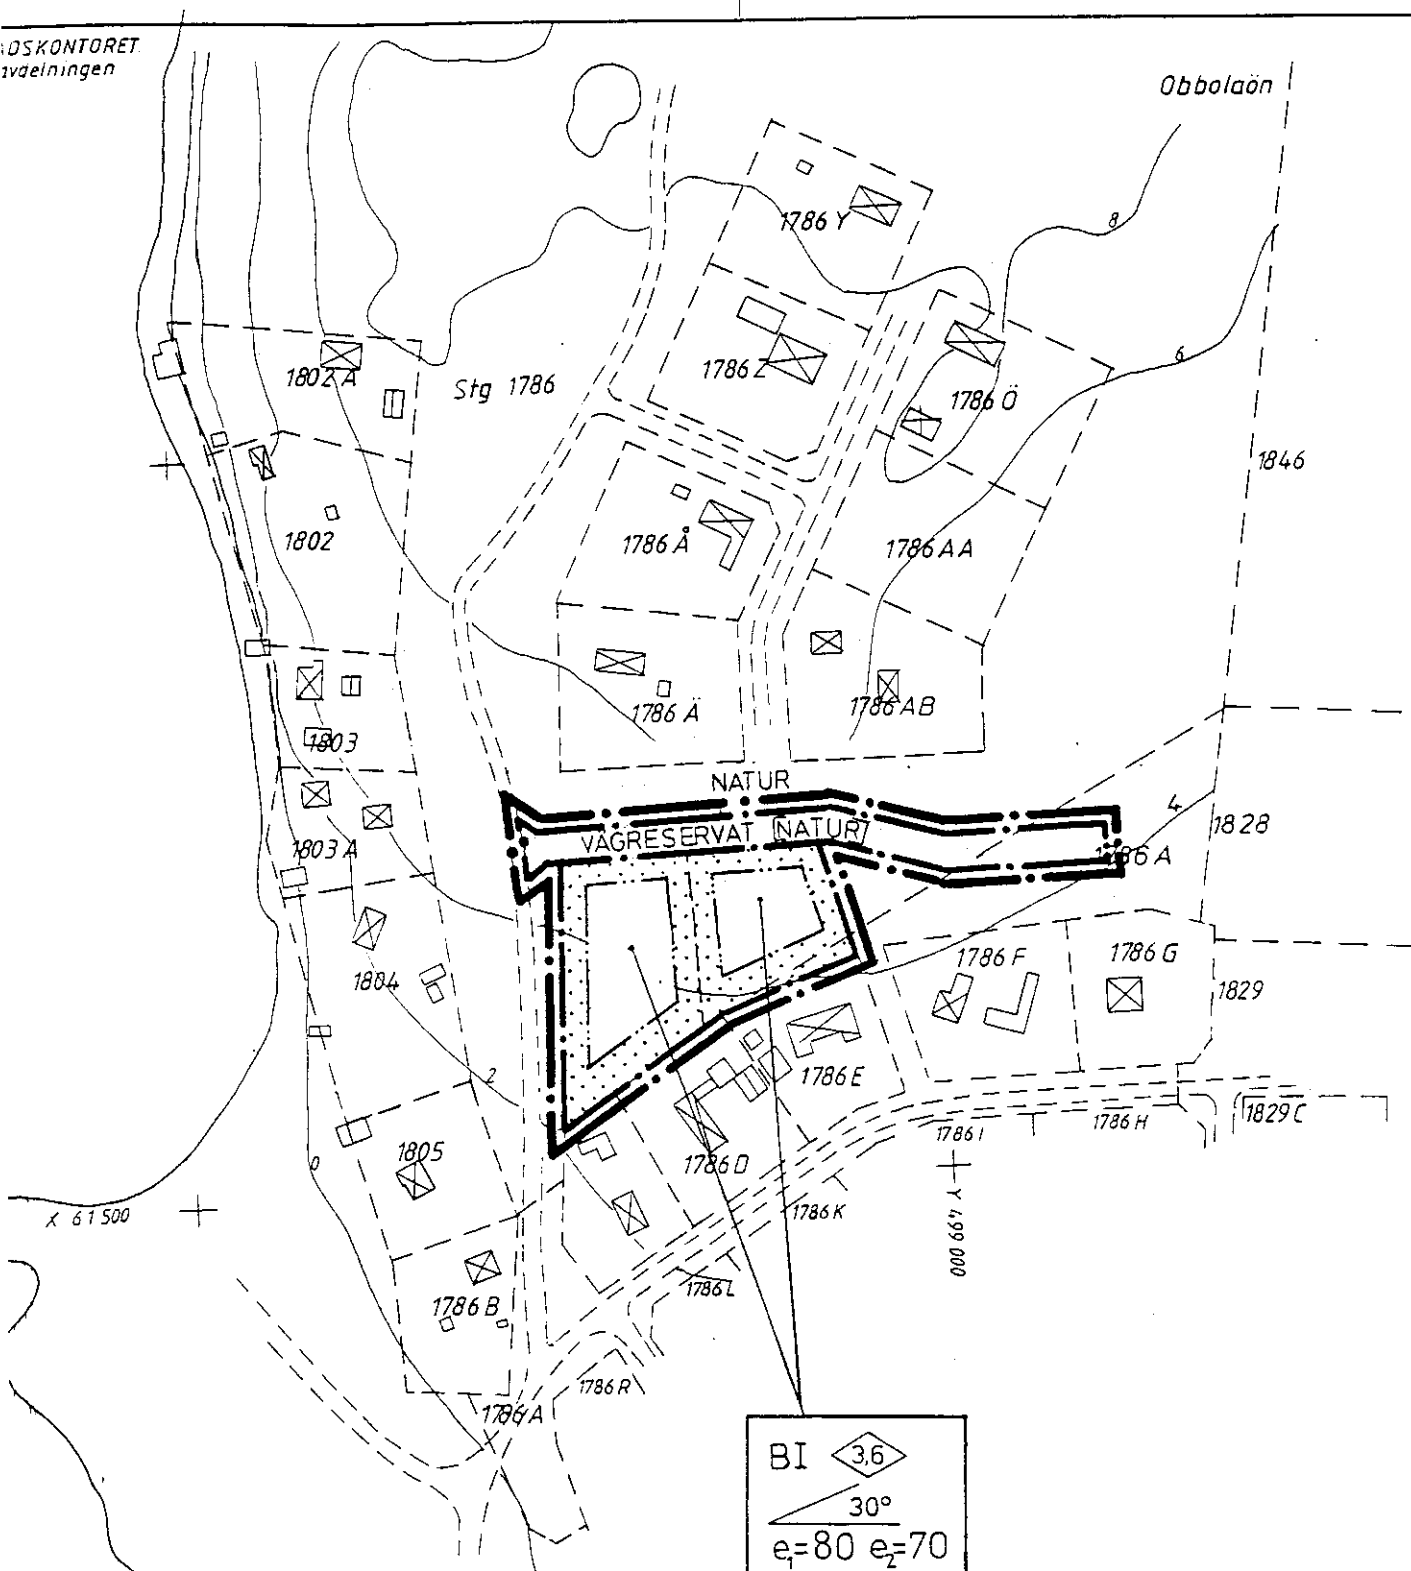 ADSKONTORET
avdelningen
Obbolaön
1786 Y
8
6
1802 A
Stg 1786
1786 Z
1786 Ö
1846
1802
1786 Å
1786 AA
1786 Ä
1786 AB
1803
NATUR
4
VÄGRESERVAT NATUR
1828
1803 A
1786 A
1786 F
1786 G
1804
1829
1786 E
2
1829 C
1786 H
1786 I
1805
1786 D
0
X 61 500
1786 K
Y 499 000
1786 L
1786 B
1786 R
1786 A
BI 3,6
30°
e1=80 e2=70